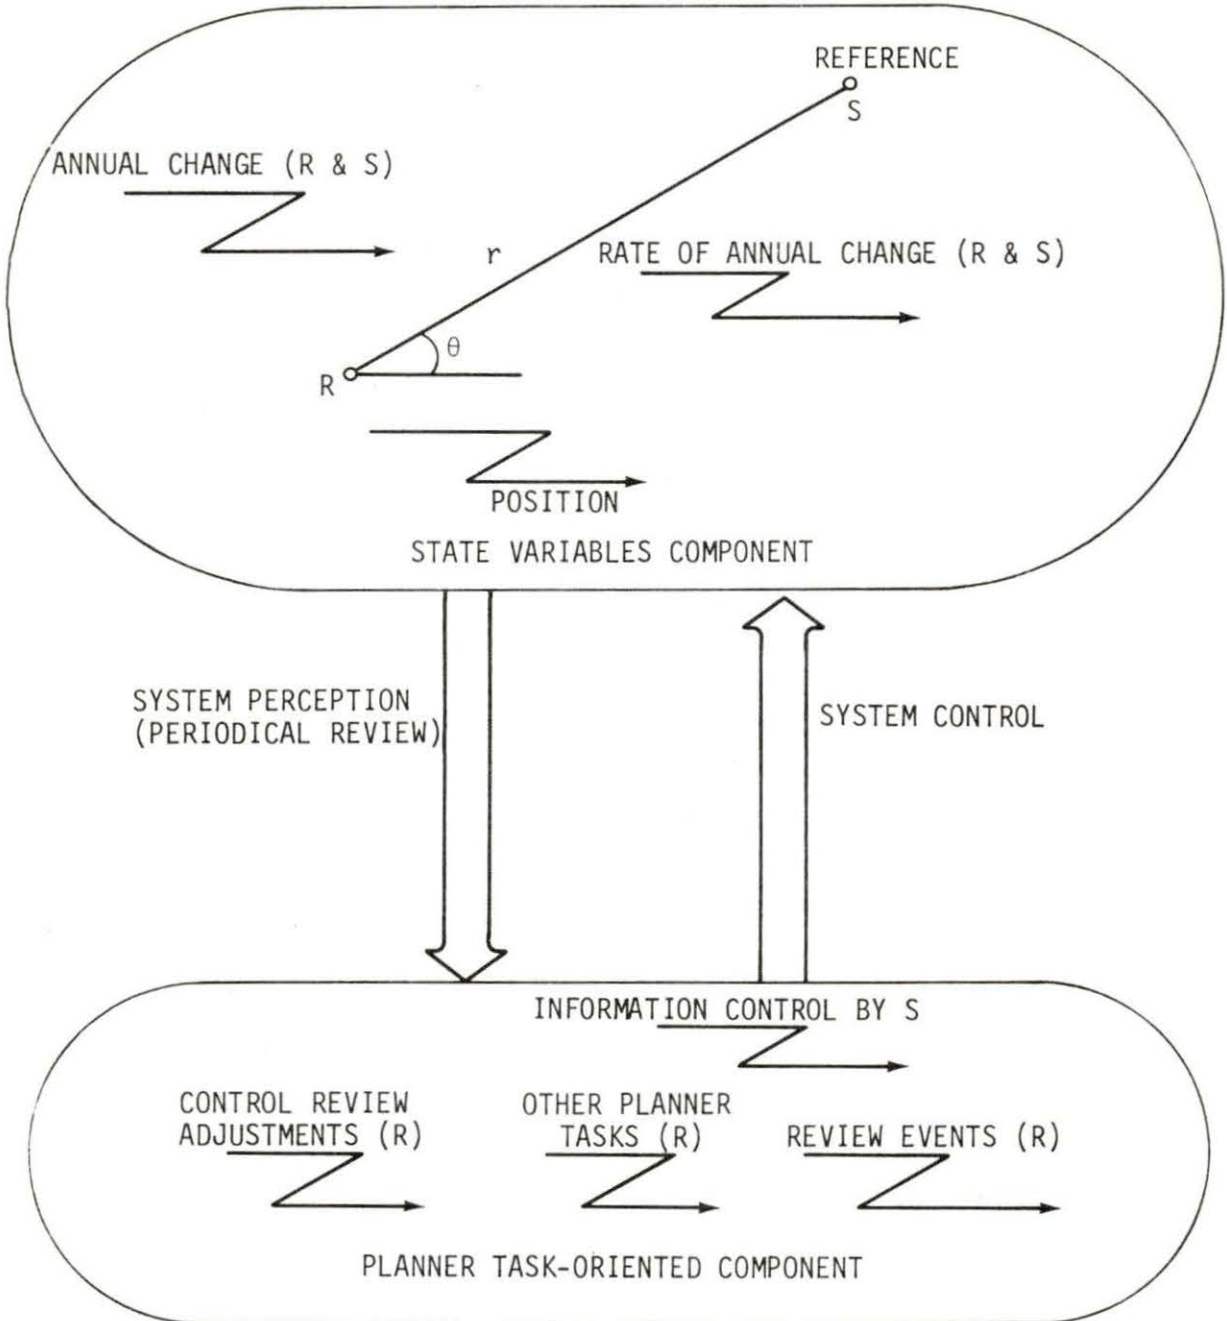 REFERENCE
S
ANNUAL CHANGE (R & S)
r
RATE OF ANNUAL CHANGE (R & S)
θ
R
POSITION
STATE VARIABLES COMPONENT
SYSTEM PERCEPTION
(PERIODICAL REVIEW)
SYSTEM CONTROL
INFORMATION CONTROL BY S
CONTROL REVIEW
ADJUSTMENTS (R)
OTHER PLANNER
TASKS (R)
REVIEW EVENTS (R)
PLANNER TASK-ORIENTED COMPONENT